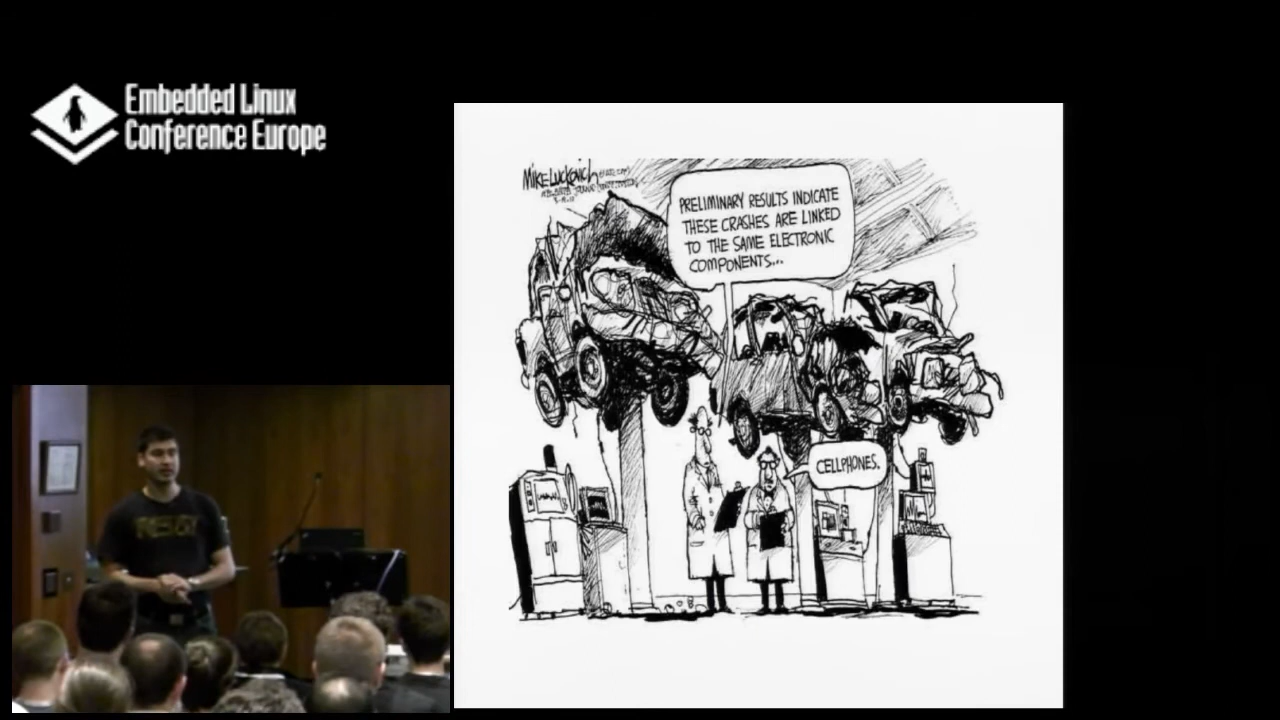 Embedded Linux
Conference Europe
MIKE LUCKOVICH
PRELIMINARY RESULTS INDICATE
THESE CRASHES ARE LINKED
TO THE SAME ELECTRONIC
COMPONENTS...
CELLPHONES.